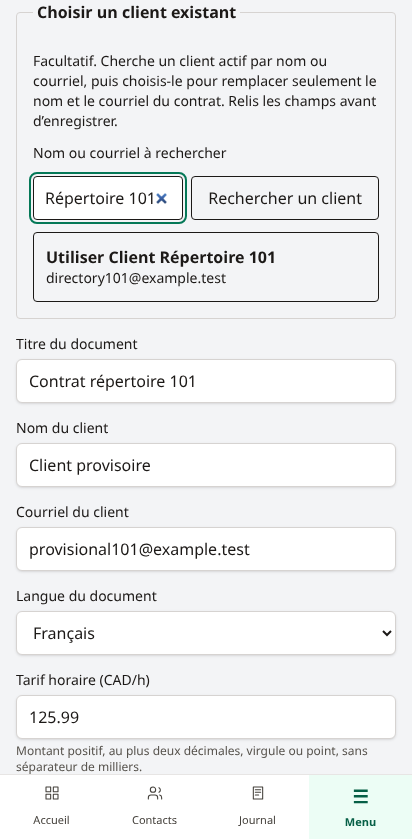 Choisir un client existant
Facultatif. Cherche un client actif par nom ou
courriel, puis choisis-le pour remplacer seulement le
nom et le courriel du contrat. Relis les champs avant
d’enregistrer.
Nom ou courriel à rechercher
Répertoire 101
Rechercher un client
Utiliser Client Répertoire 101
directory101@example.test
Titre du document
Contrat répertoire 101
Nom du client
Client provisoire
Courriel du client
provisional101@example.test
Langue du document
Français
Tarif horaire (CAD/h)
125.99
Montant positif, au plus deux décimales, virgule ou point, sans
séparateur de milliers.
Accueil
Contacts
Journal
Menu